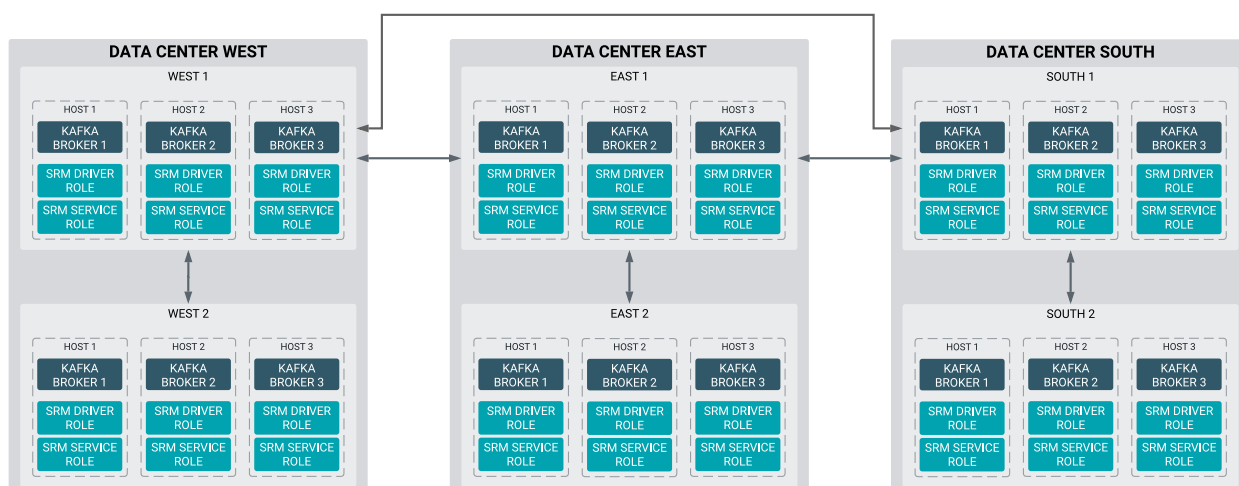 DATA CENTER WEST
WEST 1
HOST 1
KAFKA
BROKER 1
SRM DRIVER
ROLE
SRM SERVICE
ROLE
HOST 2
KAFKA
BROKER 2
SRM DRIVER
ROLE
SRM SERVICE
ROLE
HOST 3
KAFKA
BROKER 3
SRM DRIVER
ROLE
SRM SERVICE
ROLE
WEST 2
HOST 1
KAFKA
BROKER 1
SRM DRIVER
ROLE
SRM SERVICE
ROLE
HOST 2
KAFKA
BROKER 2
SRM DRIVER
ROLE
SRM SERVICE
ROLE
HOST 3
KAFKA
BROKER 3
SRM DRIVER
ROLE
SRM SERVICE
ROLE
DATA CENTER EAST
EAST 1
HOST 1
KAFKA
BROKER 1
SRM DRIVER
ROLE
SRM SERVICE
ROLE
HOST 2
KAFKA
BROKER 2
SRM DRIVER
ROLE
SRM SERVICE
ROLE
HOST 3
KAFKA
BROKER 3
SRM DRIVER
ROLE
SRM SERVICE
ROLE
EAST 2
HOST 1
KAFKA
BROKER 1
SRM DRIVER
ROLE
SRM SERVICE
ROLE
HOST 2
KAFKA
BROKER 2
SRM DRIVER
ROLE
SRM SERVICE
ROLE
HOST 3
KAFKA
BROKER 3
SRM DRIVER
ROLE
SRM SERVICE
ROLE
DATA CENTER SOUTH
SOUTH 1
HOST 1
KAFKA
BROKER 1
SRM DRIVER
ROLE
SRM SERVICE
ROLE
HOST 2
KAFKA
BROKER 2
SRM DRIVER
ROLE
SRM SERVICE
ROLE
HOST 3
KAFKA
BROKER 3
SRM DRIVER
ROLE
SRM SERVICE
ROLE
SOUTH 2
HOST 1
KAFKA
BROKER 1
SRM DRIVER
ROLE
SRM SERVICE
ROLE
HOST 2
KAFKA
BROKER 2
SRM DRIVER
ROLE
SRM SERVICE
ROLE
HOST 3
KAFKA
BROKER 3
SRM DRIVER
ROLE
SRM SERVICE
ROLE